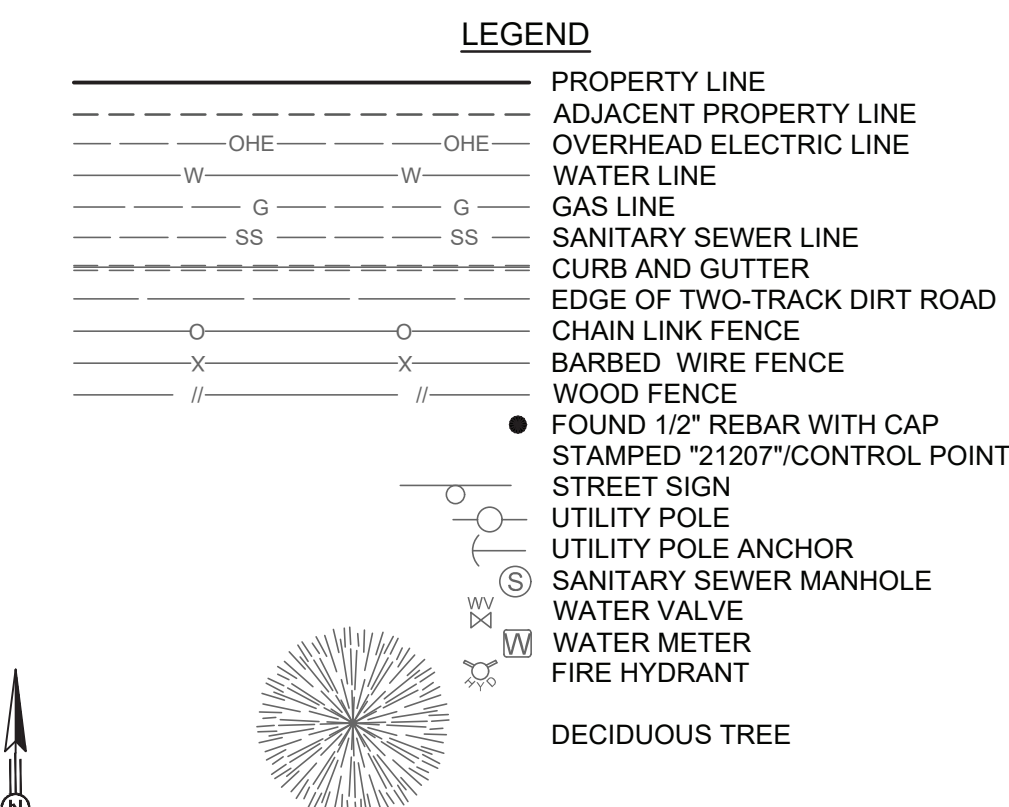 LEGEND
PROPERTY LINE
ADJACENT PROPERTY LINE
OHE OHE OVERHEAD ELECTRIC LINE
W W WATER LINE
G G GAS LINE
SS SS SANITARY SEWER LINE
CURB AND GUTTER
EDGE OF TWO-TRACK DIRT ROAD
O O CHAIN LINK FENCE
X X BARBED WIRE FENCE
// // WOOD FENCE
FOUND 1/2" REBAR WITH CAP
STAMPED "21207"/CONTROL POINT
STREET SIGN
UTILITY POLE
UTILITY POLE ANCHOR
S SANITARY SEWER MANHOLE
WV WATER VALVE
W WATER METER
HYD FIRE HYDRANT
DECIDUOUS TREE
N